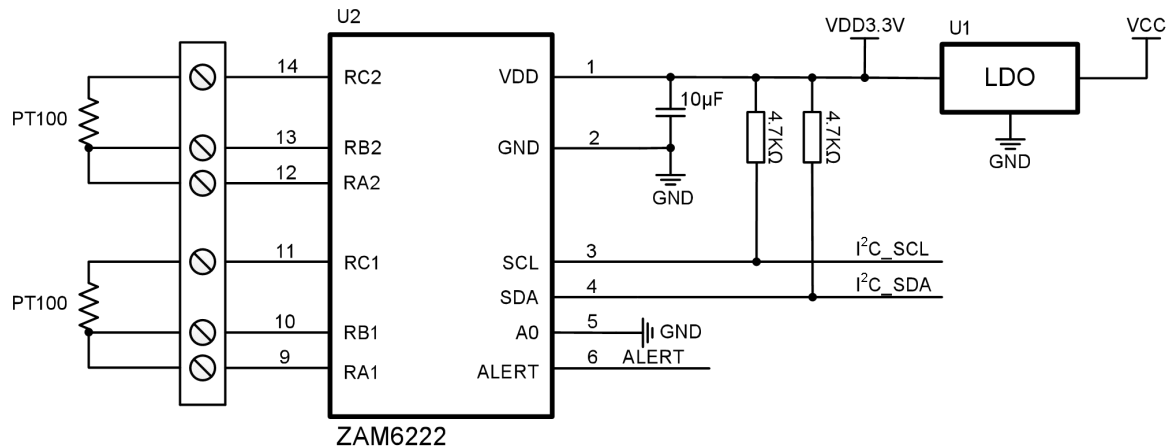 U2
VDD3.3V
U1
VCC
14
RC2
VDD
1
LDO
PT100
10μF
4.7KΩ
4.7KΩ
13
RB2
GND
2
GND
12
RA2
GND
11
RC1
SCL
3
I²C_SCL
SDA
4
I²C_SDA
PT100
10
RB1
A0
5
GND
9
RA1
ALERT
6
ALERT
ZAM6222